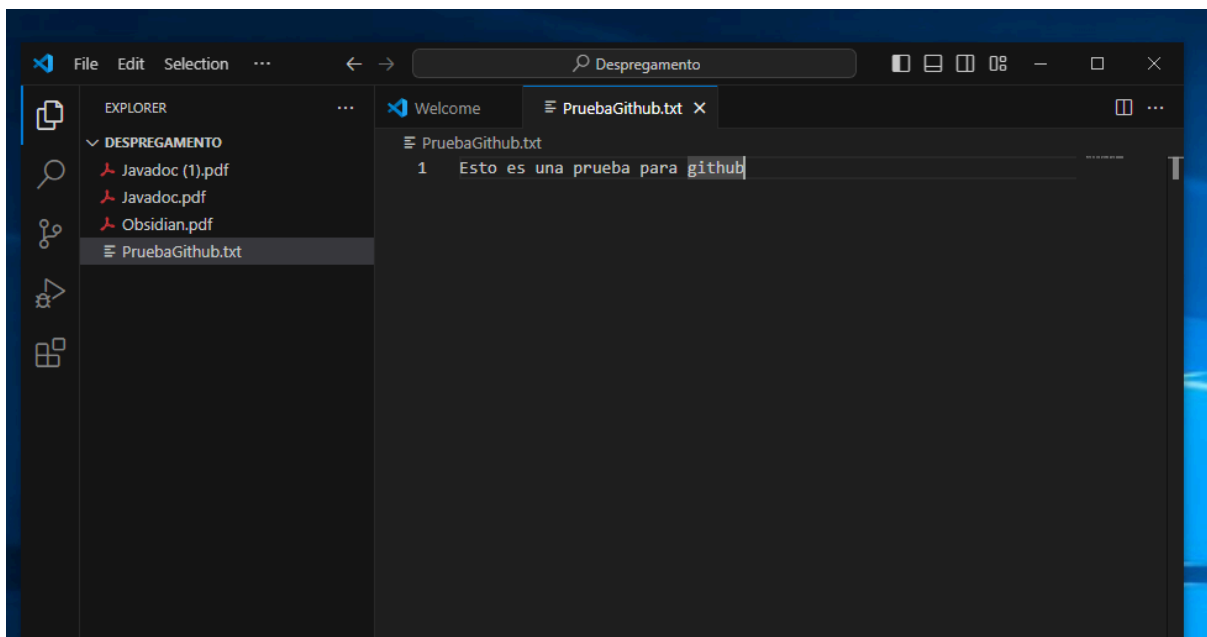 File Edit Selection ··· Despregamento
EXPLORER ···
Welcome PruebaGithub.txt
DESPREGAMENTO
PruebaGithub.txt
Javadoc (1).pdf
1 Esto es una prueba para github
Javadoc.pdf
Obsidian.pdf
PruebaGithub.txt